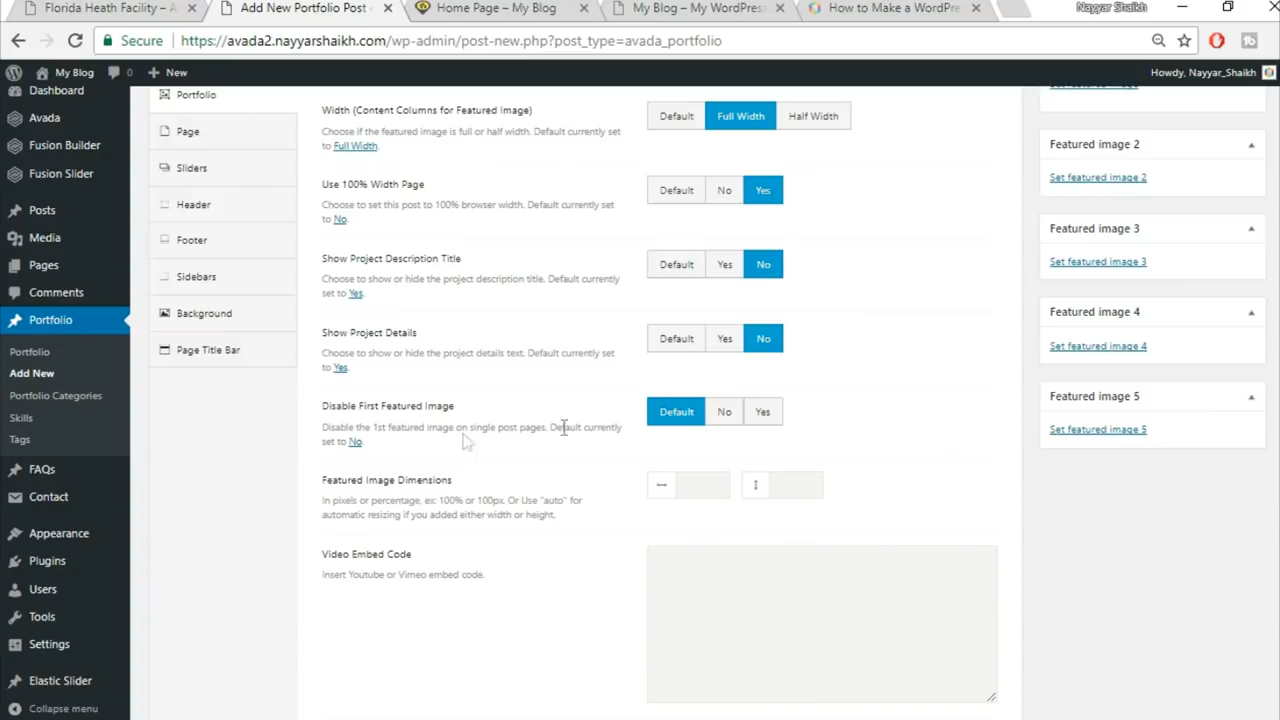 Florida Heath Facility – A
Add New Portfolio Post
Home Page – My Blog
My Blog – My WordPress
How to Make a WordPre
Nayyar Shaikh
Secure
https://avada2.nayyarshaikh.com/wp-admin/post-new.php?post_type=avada_portfolio
My Blog
0
New
Howdy, Nayyar_Shaikh
Dashboard
Avada
Fusion Builder
Fusion Slider
Posts
Media
Pages
Comments
Portfolio
Portfolio
Add New
Portfolio Categories
Skills
Tags
FAQs
Contact
Appearance
Plugins
Users
Tools
Settings
Elastic Slider
Collapse menu
Portfolio
Page
Sliders
Header
Footer
Sidebars
Background
Page Title Bar
Width (Content Columns for Featured Image)
Choose if the featured image is full or half width. Default currently set
to Full Width.
Default Full Width Half Width
Use 100% Width Page
Choose to set this post to 100% browser width. Default currently set
to No.
Default No Yes
Show Project Description Title
Choose to show or hide the project description title. Default currently
set to Yes.
Default Yes No
Show Project Details
Choose to show or hide the project details text. Default currently set
to Yes.
Default Yes No
Disable First Featured Image
Disable the 1st featured image on single post pages. Default currently
set to No.
Default No Yes
Featured Image Dimensions
In pixels or percentage, ex: 100% or 100px. Or Use "auto" for
automatic resizing if you added either width or height.
Video Embed Code
Insert Youtube or Vimeo embed code.
Featured image 2
Set featured image 2
Featured image 3
Set featured image 3
Featured image 4
Set featured image 4
Featured image 5
Set featured image 5